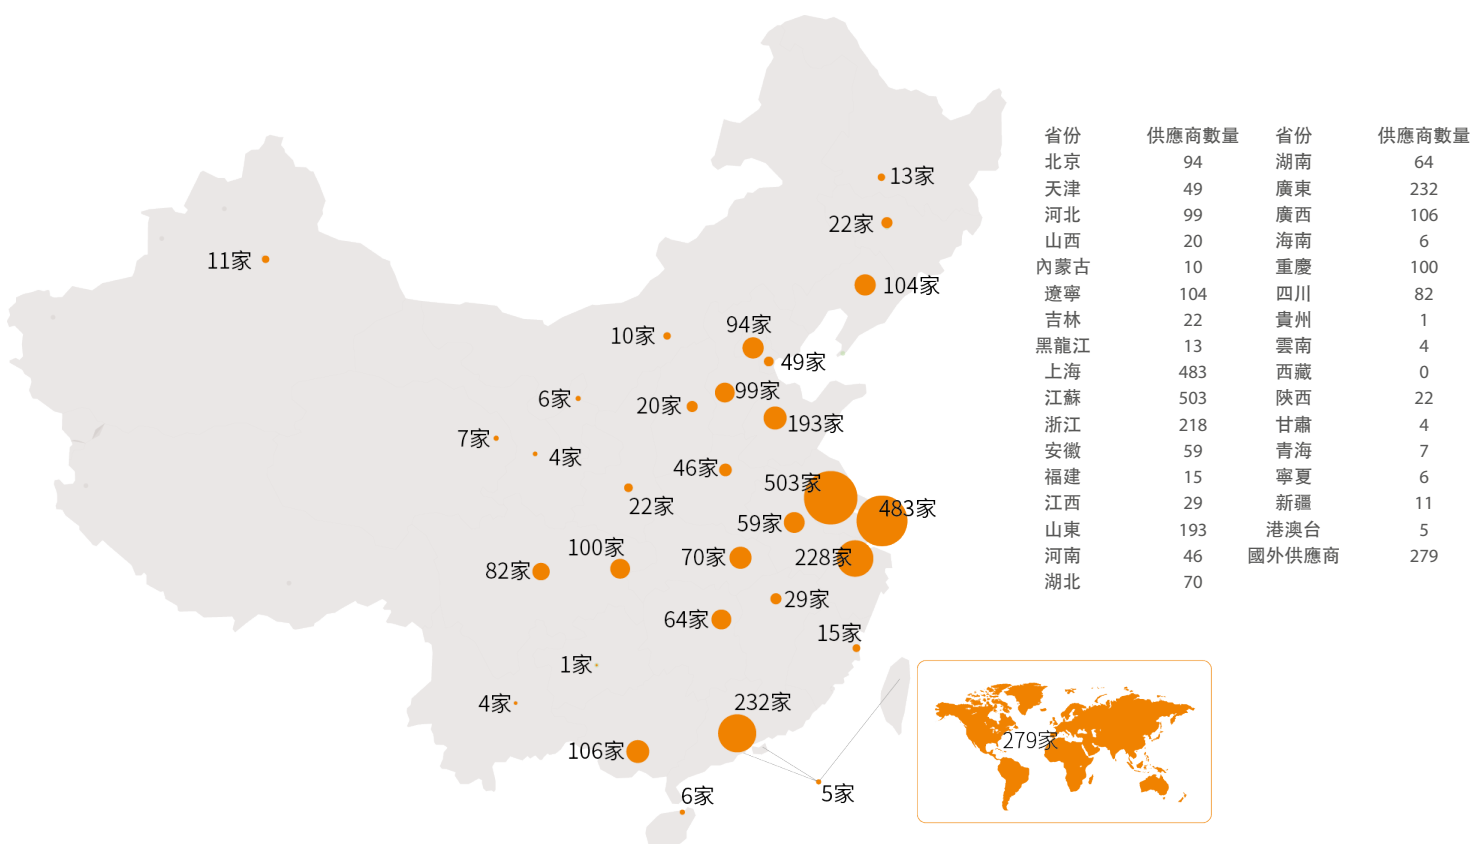 13家
22家
11家
104家
10家
94家
49家
6家
99家
20家
193家
7家
4家
46家
503家
22家
483家
59家
100家
70家
228家
82家
29家
64家
15家
1家
4家
232家
106家
5家
6家
279家
省份 供應商數量 省份 供應商數量
北京 94 湖南 64
天津 49 廣東 232
河北 99 廣西 106
山西 20 海南 6
內蒙古 10 重慶 100
遼寧 104 四川 82
吉林 22 貴州 1
黑龍江 13 雲南 4
上海 483 西藏 0
江蘇 503 陝西 22
浙江 218 甘肅 4
安徽 59 青海 7
福建 15 寧夏 6
江西 29 新疆 11
山東 193 港澳台 5
河南 46 國外供應商 279
湖北 70